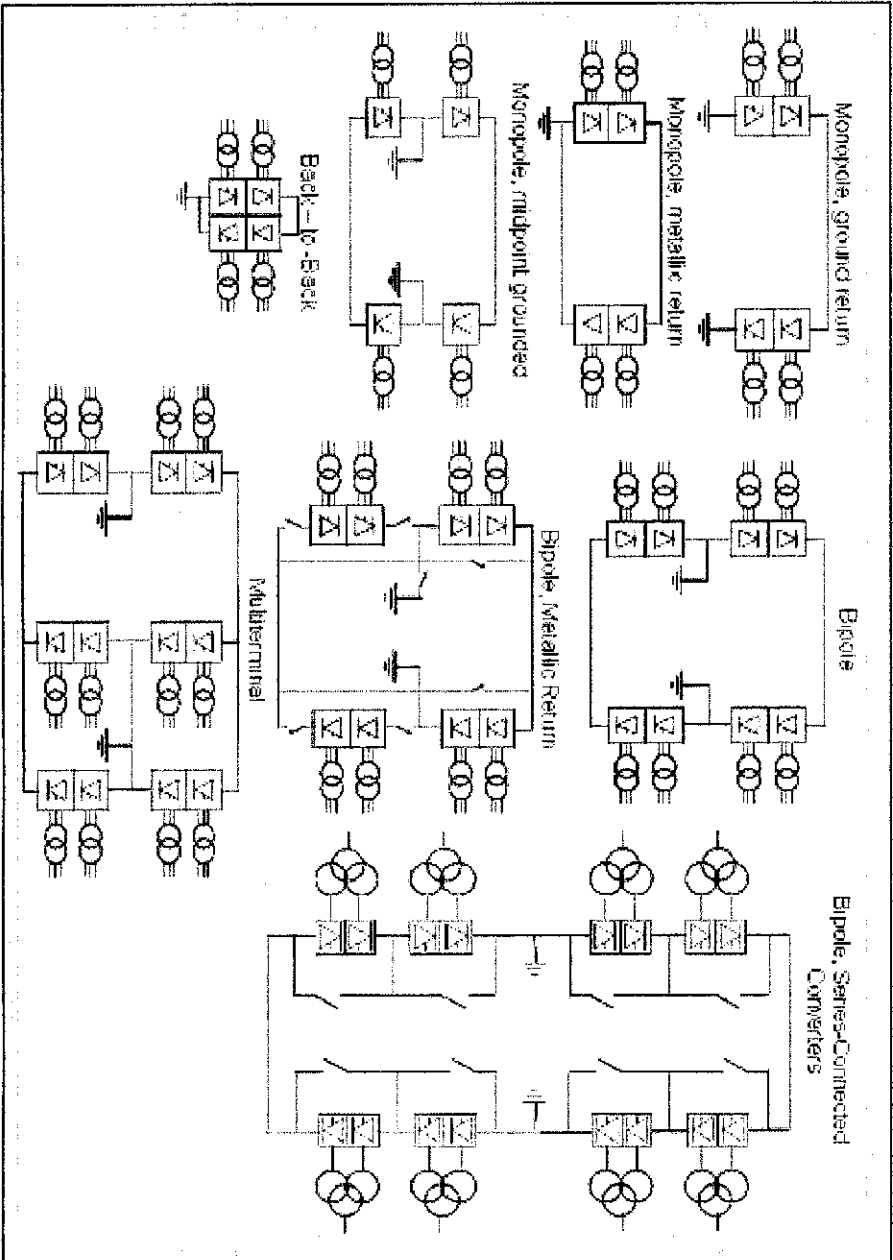 Monopole, ground return
Monopole, metallic return
Monopole, midpoint grounded
Back-to-Back
Bipole
Bipole, Metallic Return
Multiterminal
Bipole, Series-Connected
Converters